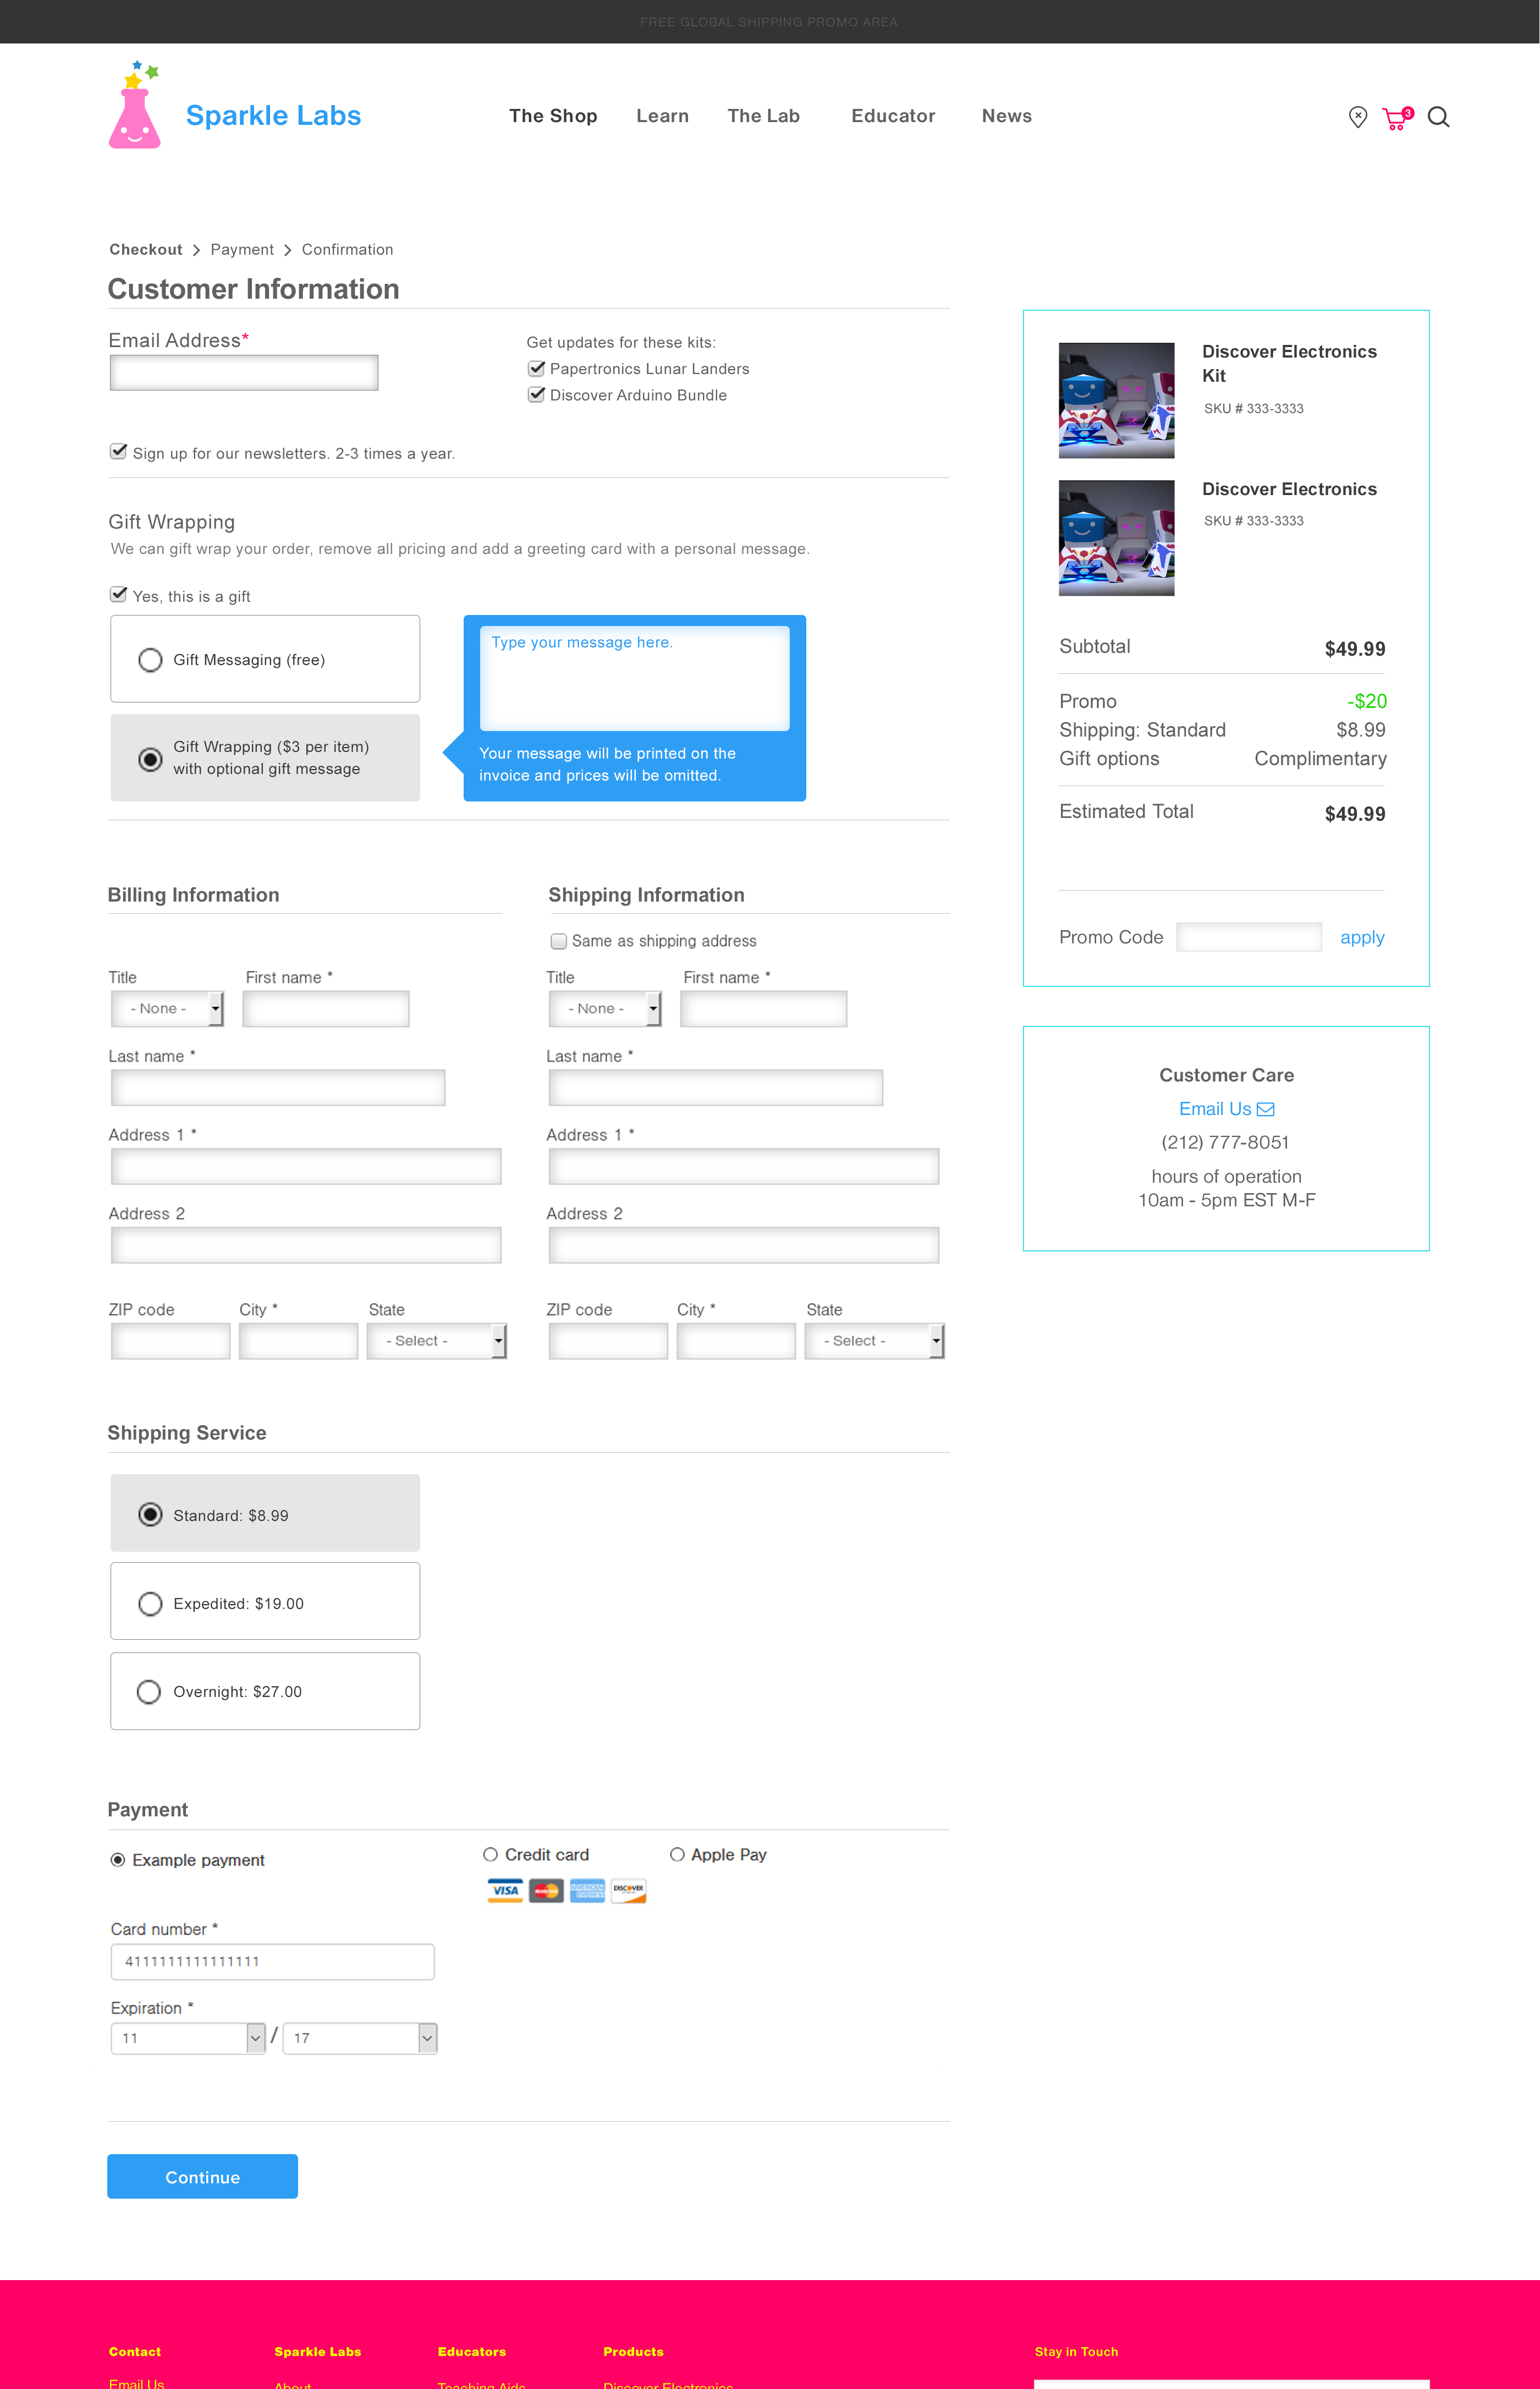 FREE GLOBAL SHIPPING PROMO AREA
Sparkle Labs
The Shop
Learn
The Lab
Educator
News
3
Checkout
Payment
Confirmation
Customer Information
Email Address*
Get updates for these kits:
Papertronics Lunar Landers
Discover Arduino Bundle
Sign up for our newsletters. 2-3 times a year.
Gift Wrapping
We can gift wrap your order, remove all pricing and add a greeting card with a personal message.
Yes, this is a gift
Gift Messaging (free)
Gift Wrapping ($3 per item)
with optional gift message
Type your message here.
Your message will be printed on the
invoice and prices will be omitted.
Discover Electronics
Kit
SKU # 333-3333
Discover Electronics
SKU # 333-3333
Subtotal $49.99
Promo -$20
Shipping: Standard $8.99
Gift options Complimentary
Estimated Total $49.99
Promo Code apply
Customer Care
Email Us
(212) 777-8051
hours of operation
10am - 5pm EST M-F
Billing Information
Title First name *
- None -
Last name *
Address 1 *
Address 2
ZIP code City * State
- Select -
Shipping Information
Same as shipping address
Title First name *
- None -
Last name *
Address 1 *
Address 2
ZIP code City * State
- Select -
Shipping Service
Standard: $8.99
Expedited: $19.00
Overnight: $27.00
Payment
Example payment
Credit card
Apple Pay
VISA
MasterCard
AMERICAN EXPRESS
DISCOVER
Card number *
4111111111111111
Expiration *
11 / 17
Continue
Contact
Sparkle Labs
Educators
Products
Stay in Touch
Email Us
About
Teaching Aids
Discover Electronics